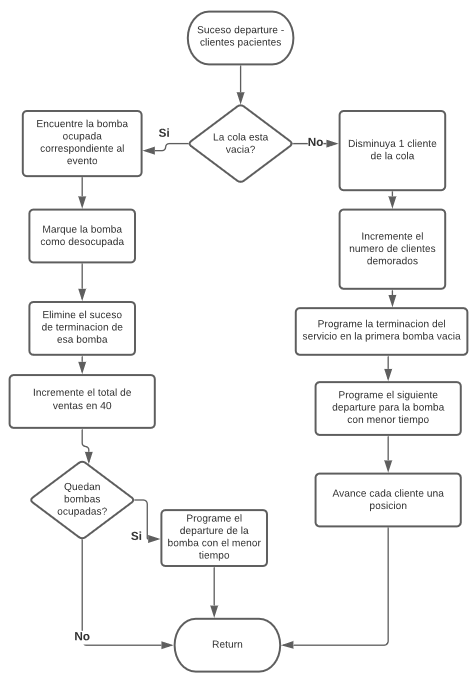 Suceso departure -
clientes pacientes
La cola esta
vacia?
Si
No
Encuentre la bomba
ocupada
correspondiente al
evento
Marque la bomba
como desocupada
Elimine el suceso
de terminacion de
esa bomba
Incremente el total de
ventas en 40
Quedan
bombas
ocupadas?
Si
Programe el
departure de la
bomba con el menor
tiempo
No
Disminuya 1 cliente
de la cola
Incremente el
numero de clientes
demorados
Programe la terminacion del
servicio en la primera bomba vacia
Programe el siguiente
departure para la bomba
con menor tiempo
Avance cada cliente una
posicion
Return